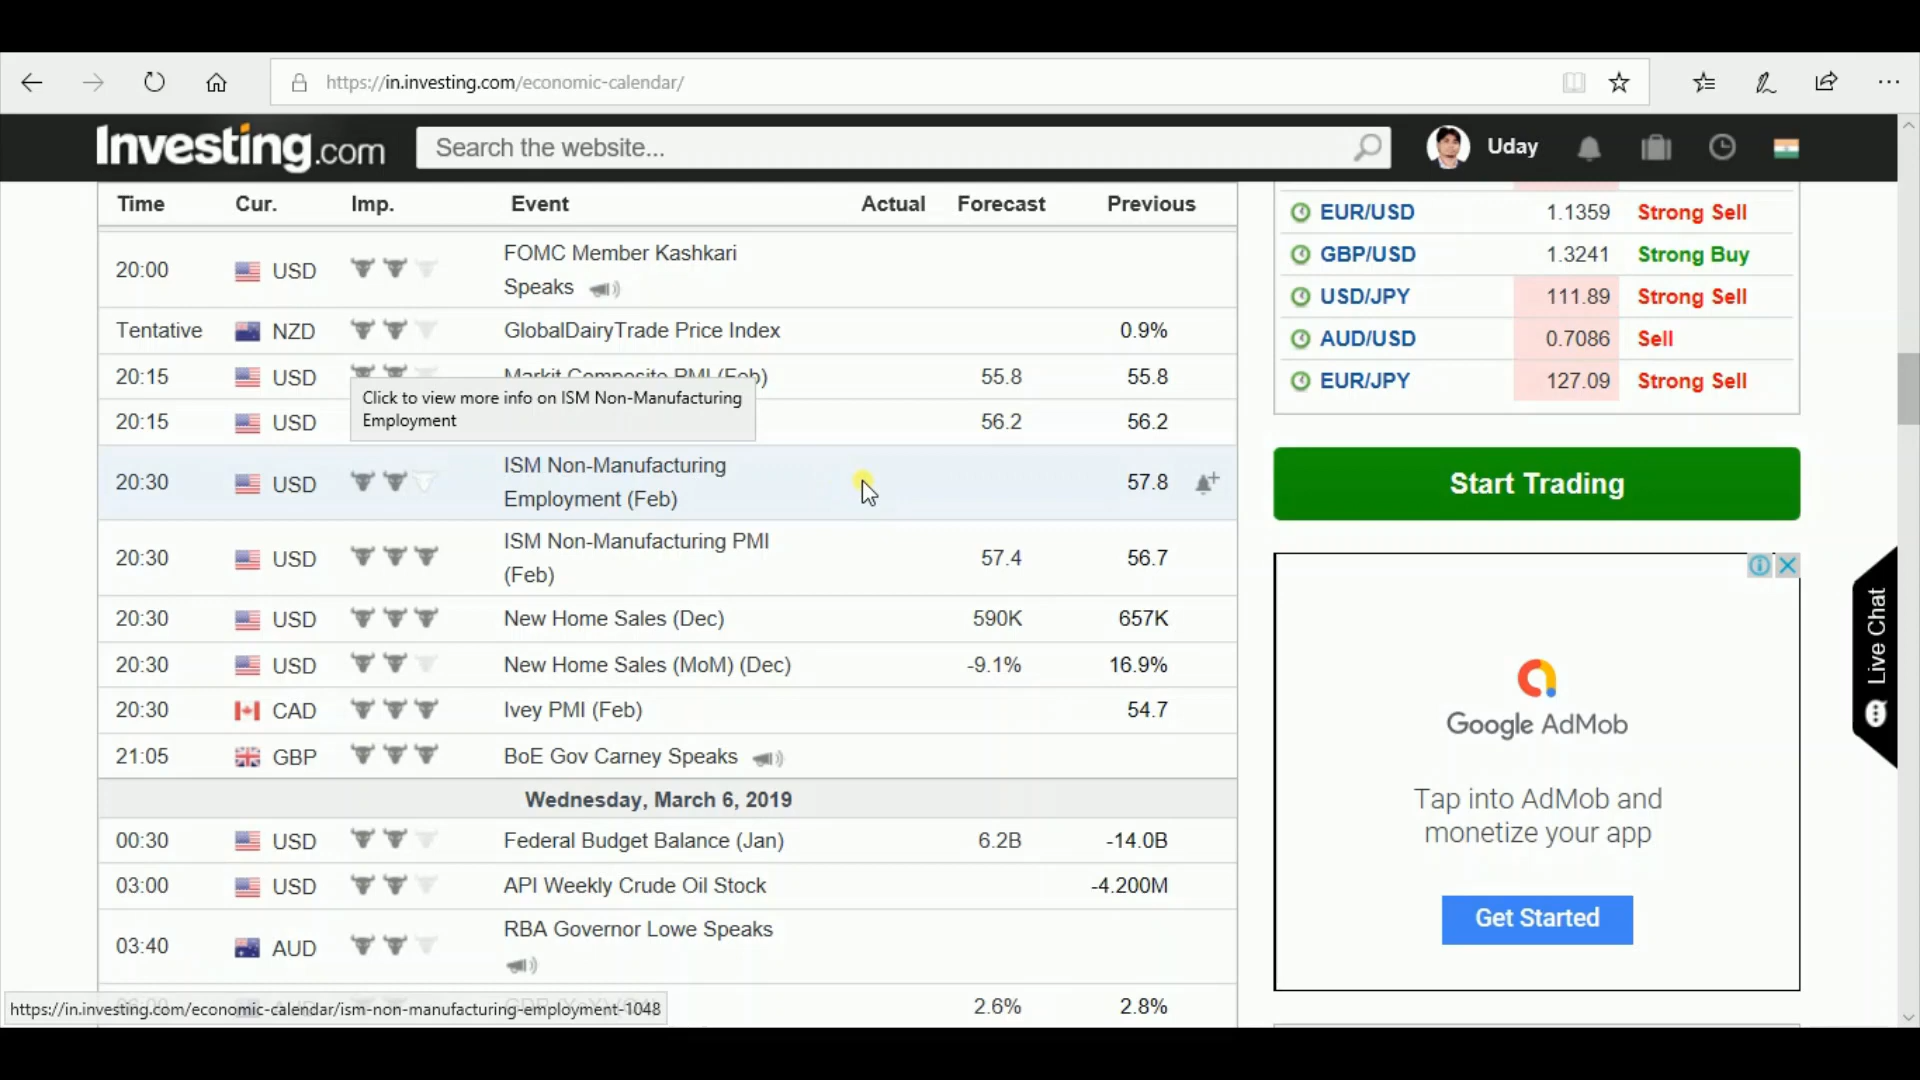 https://in.investing.com/economic-calendar/
Investing.com
Search the website...
Uday
Time Cur. Imp. Event Actual Forecast Previous
20:00 USD FOMC Member Kashkari
Speaks
Tentative NZD GlobalDairyTrade Price Index 0.9%
20:15 USD Markit Composite PMI (Feb) 55.8 55.8
Click to view more info on ISM Non-Manufacturing
Employment
20:15 USD 56.2 56.2
20:30 USD ISM Non-Manufacturing
Employment (Feb) 57.8
20:30 USD ISM Non-Manufacturing PMI
(Feb) 57.4 56.7
20:30 USD New Home Sales (Dec) 590K 657K
20:30 USD New Home Sales (MoM) (Dec) -9.1% 16.9%
20:30 CAD Ivey PMI (Feb) 54.7
21:05 GBP BoE Gov Carney Speaks
Wednesday, March 6, 2019
00:30 USD Federal Budget Balance (Jan) 6.2B -14.0B
03:00 USD API Weekly Crude Oil Stock -4.200M
03:40 AUD RBA Governor Lowe Speaks
2.6% 2.8%
https://in.investing.com/economic-calendar/ism-non-manufacturing-employment-1048
EUR/USD 1.1359 Strong Sell
GBP/USD 1.3241 Strong Buy
USD/JPY 111.89 Strong Sell
AUD/USD 0.7086 Sell
EUR/JPY 127.09 Strong Sell
Start Trading
Google AdMob
Tap into AdMob and
monetize your app
Get Started
Live Chat